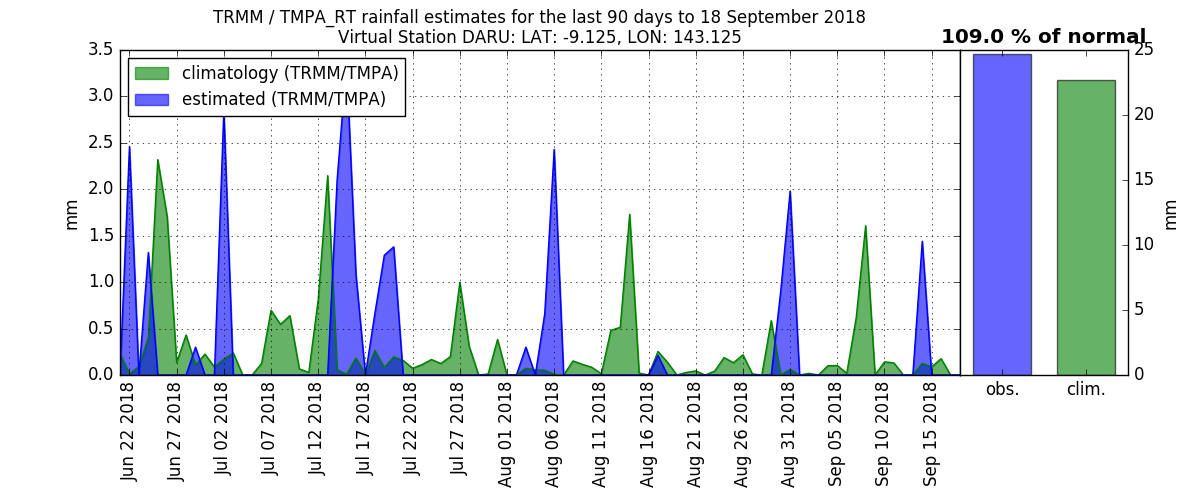 TRMM / TMPA_RT rainfall estimates for the last 90 days to 18 September 2018
Virtual Station DARU: LAT: -9.125, LON: 143.125
109.0 % of normal
climatology (TRMM/TMPA)
estimated (TRMM/TMPA)
mm
3.5
3.0
2.5
2.0
1.5
1.0
0.5
0.0
Jun 22 2018
Jun 27 2018
Jul 02 2018
Jul 07 2018
Jul 12 2018
Jul 17 2018
Jul 22 2018
Jul 27 2018
Aug 01 2018
Aug 06 2018
Aug 11 2018
Aug 16 2018
Aug 21 2018
Aug 26 2018
Aug 31 2018
Sep 05 2018
Sep 10 2018
Sep 15 2018
obs.
clim.
25
20
15
10
5
0
mm